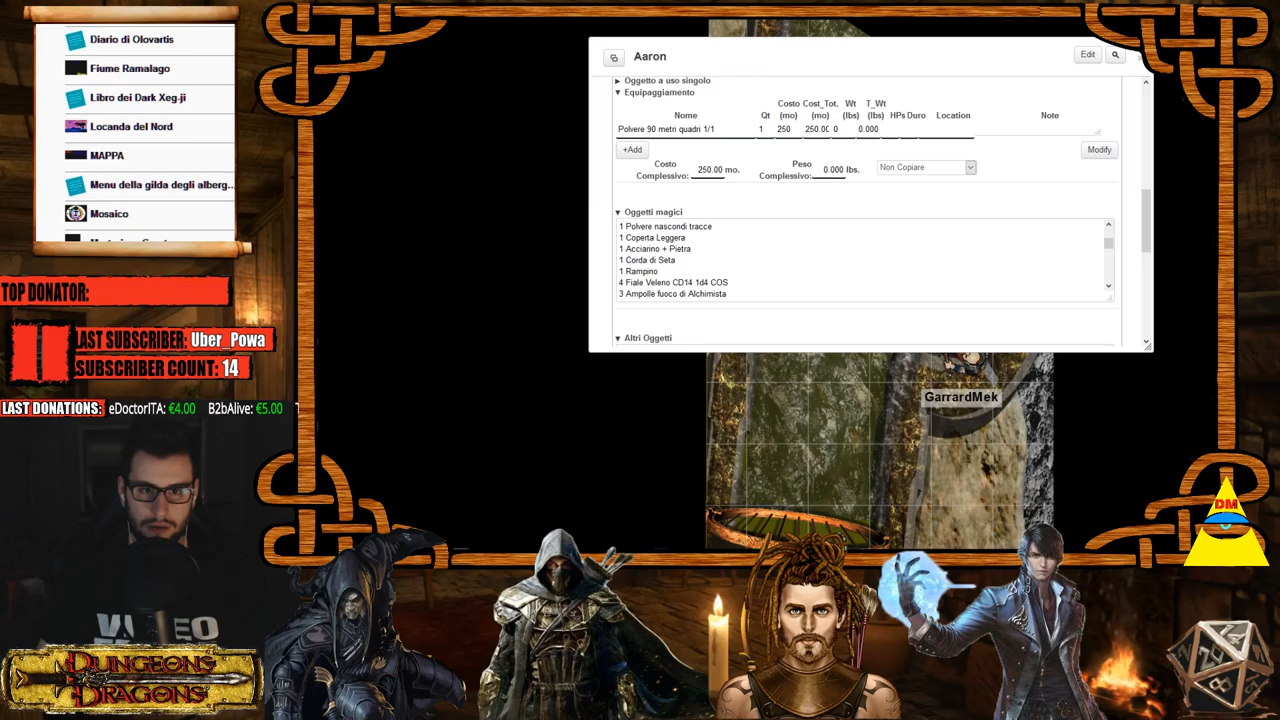 Diario di Olovartis
Fiume Ramalago
Libro dei Dark Xeg-ji
Locanda del Nord
MAPPA
Menu della gilda degli alberg...
Mosaico
TOP DONATOR:
LAST SUBSCRIBER: Uber_Powa
SUBSCRIBER COUNT: 14
LAST DONATIONS: eDoctorITA: €4.00 B2bAlive: €5.00
DUNGEONS
DRAGONS
Aaron
Edit
Oggetto a uso singolo
Equipaggiamento
Nome Qt Costo (mo) Cost_Tot. (mo) Wt (lbs) T_Wt (lbs) HPs Duro Location Note
Polvere 90 metri quadri 1/1 1 250 250.0 0 0.000
+Add
Modify
Costo Complessivo: 250.00 mo. Peso Complessivo: 0.000 lbs. Non Copiare
Oggetti magici
1 Polvere nascondi tracce
1 Coperta Leggera
1 Acciarino + Pietra
1 Corda di Seta
1 Rampino
4 Fiale Veleno CD14 1d4 COS
3 Ampolle fuoco di Alchimista
Altri Oggetti
GarrardMek
DM